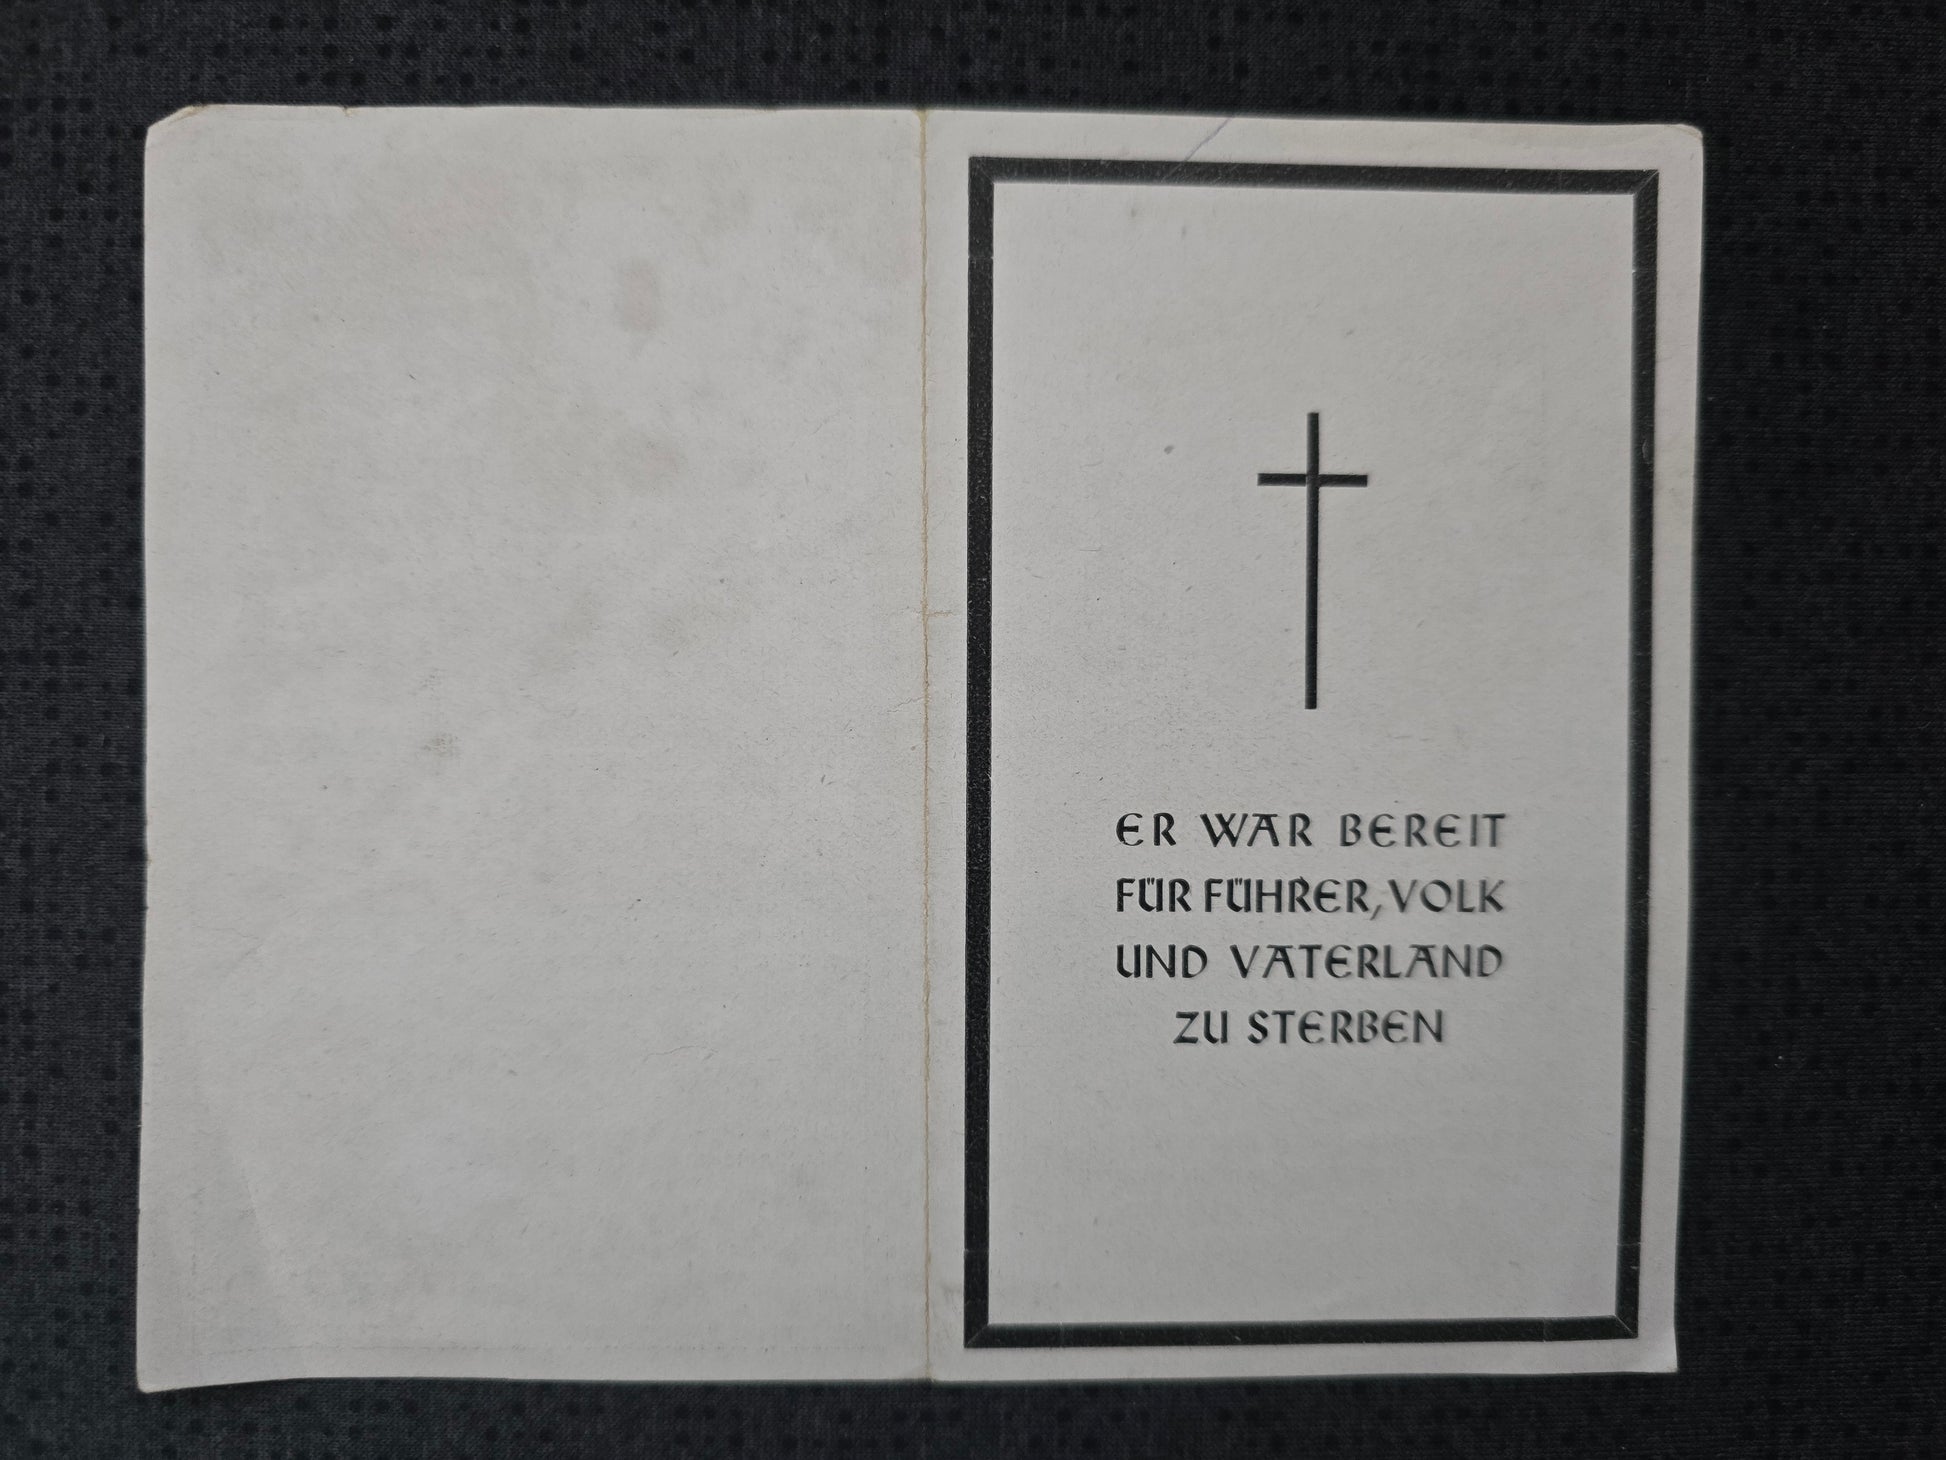 ER WAR BEREIT
FÜR FÜHRER, VOLK
UND VATERLAND
ZU STERBEN